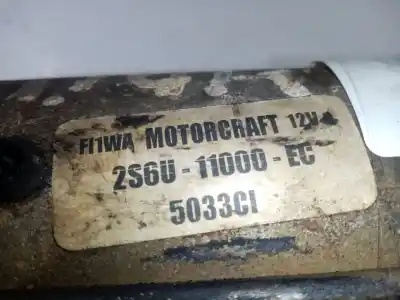 FI1WA MOTORCRAFT 12V
2S6U - 11000 - EC
5033CI